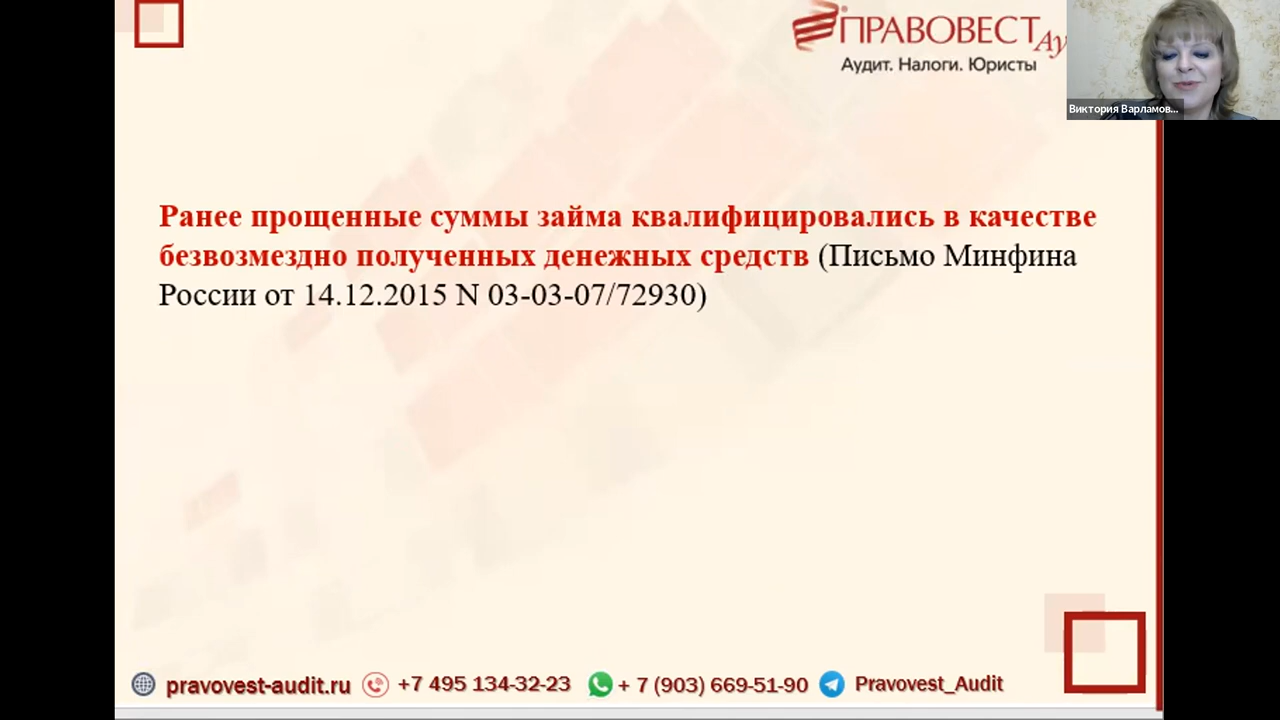 ПРАВОВЕСТ Ау
Аудит. Налоги. Юристы
Виктория Варламов...
Ранее прощенные суммы займа квалифицировались в качестве
безвозмездно полученных денежных средств (Письмо Минфина
России от 14.12.2015 N 03-03-07/72930)
pravovest-audit.ru +7 495 134-32-23 + 7 (903) 669-51-90 Pravovest_Audit